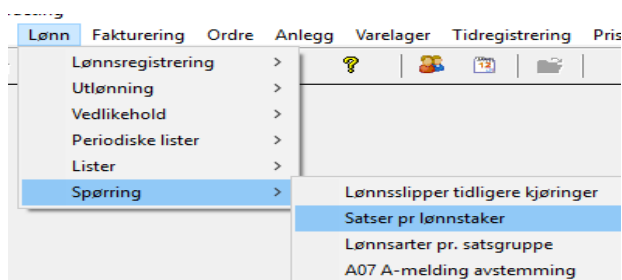 Lønn Fakturering Ordre Anlegg Varelager Tidregistrering Pris
Lønnsregistrering >
Utlønning >
Vedlikehold >
Periodiske lister >
Lister >
Spørring >
Lønnsslipper tidligere kjøringer
Satser pr lønnstaker
Lønnsarter pr. satsgruppe
A07 A-melding avstemming